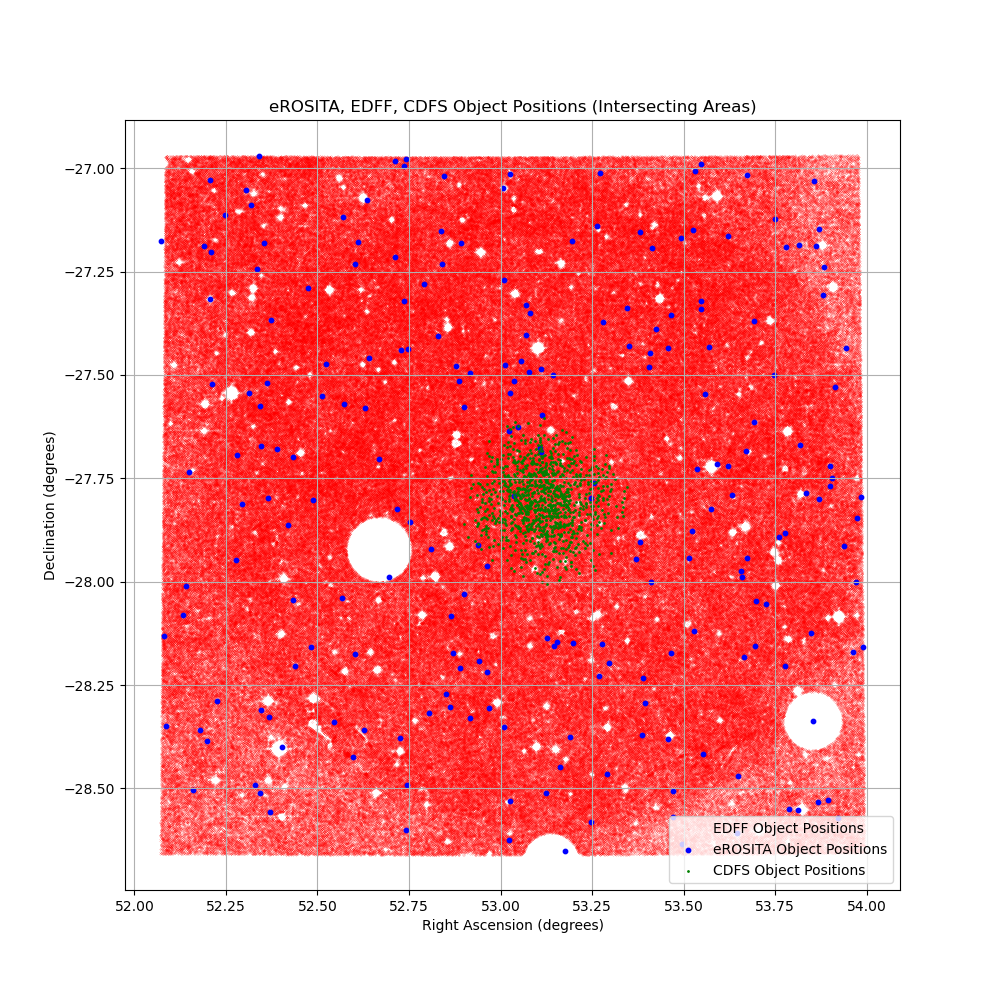 eROSITA, EDFF, CDFS Object Positions (Intersecting Areas)
−27.00
−27.25
−27.50
−27.75
−28.00
−28.25
−28.50
Declination (degrees)
EDFF Object Positions
eROSITA Object Positions
CDFS Object Positions
52.00 52.25 52.50 52.75 53.00 53.25 53.50 53.75 54.00
Right Ascension (degrees)